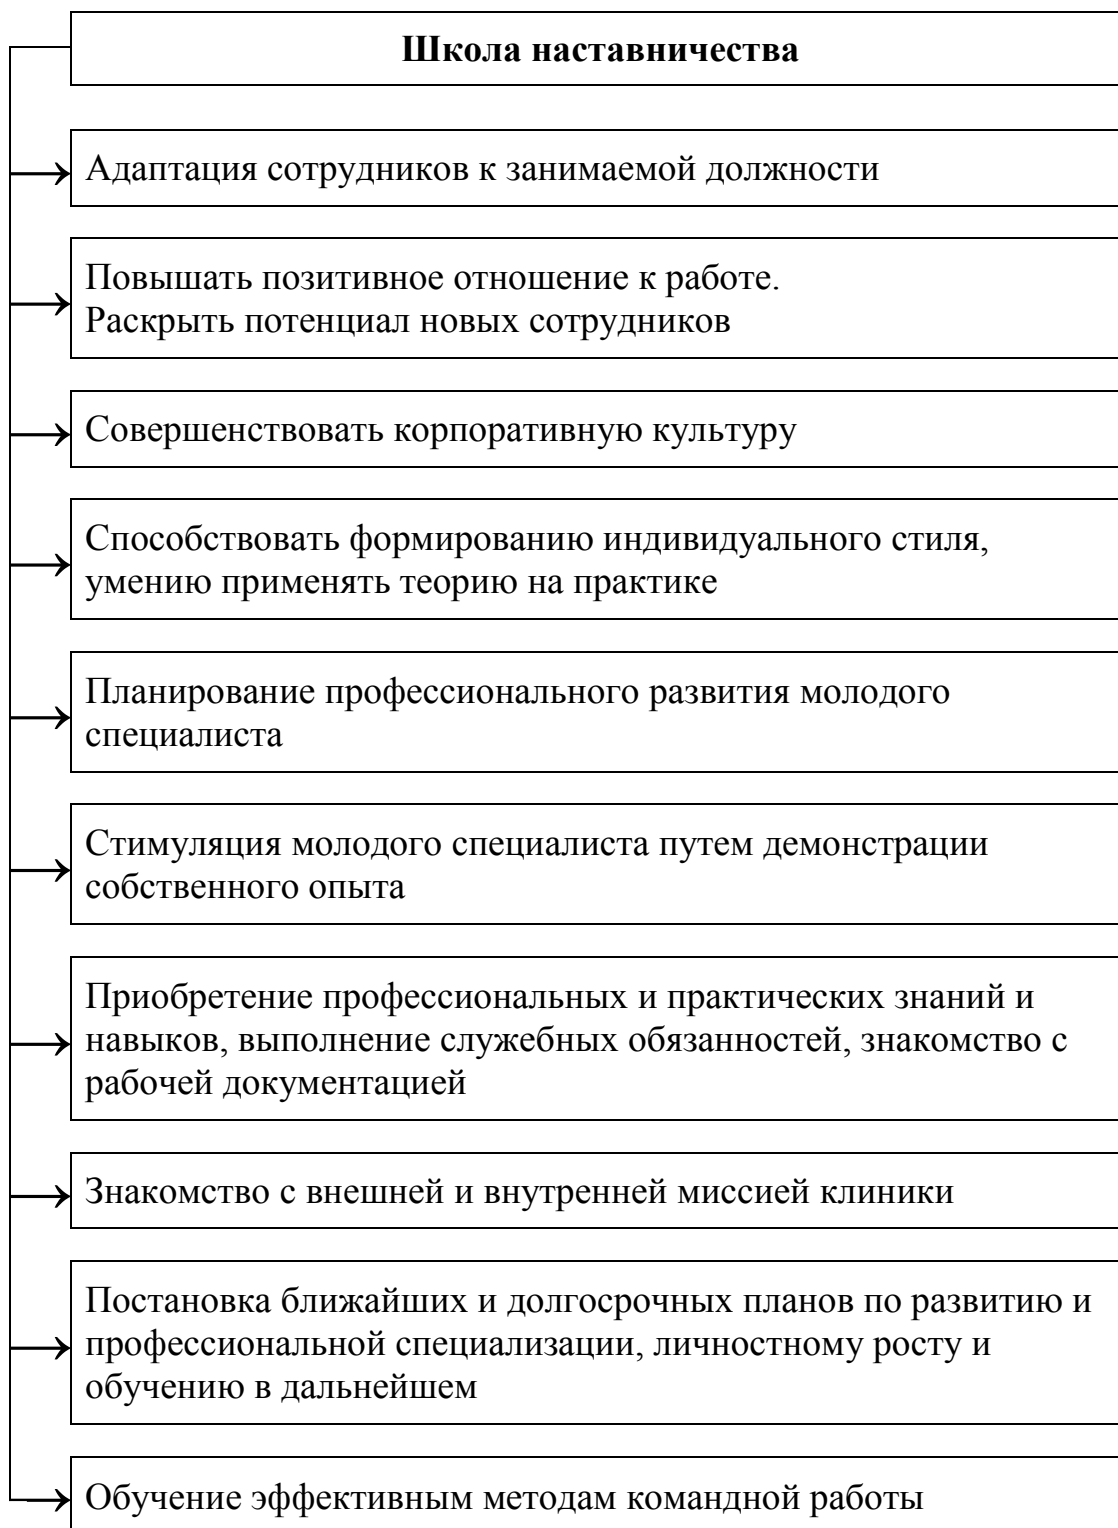 Школа наставничества
Адаптация сотрудников к занимаемой должности
Повышать позитивное отношение к работе.
Раскрыть потенциал новых сотрудников
Совершенствовать корпоративную культуру
Способствовать формированию индивидуального стиля,
умению применять теорию на практике
Планирование профессионального развития молодого
специалиста
Стимуляция молодого специалиста путем демонстрации
собственного опыта
Приобретение профессиональных и практических знаний и
навыков, выполнение служебных обязанностей, знакомство с
рабочей документацией
Знакомство с внешней и внутренней миссией клиники
Постановка ближайших и долгосрочных планов по развитию и
профессиональной специализации, личностному росту и
обучению в дальнейшем
Обучение эффективным методам командной работы